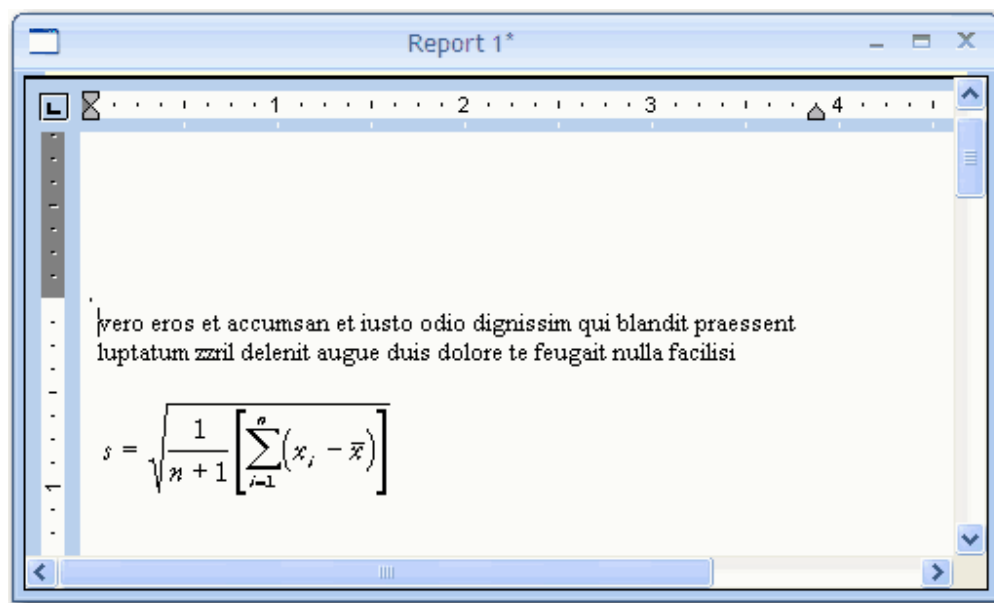 Report 1*
L 1 2 3 4
vero eros et accumsan et iusto odio dignissim qui blandit praessent
luptatum zzril delenit augue duis dolore te feugait nulla facilisi
s = √(1/(n + 1) [∑_{i=1}^{n} (x_i − x̄)])
1